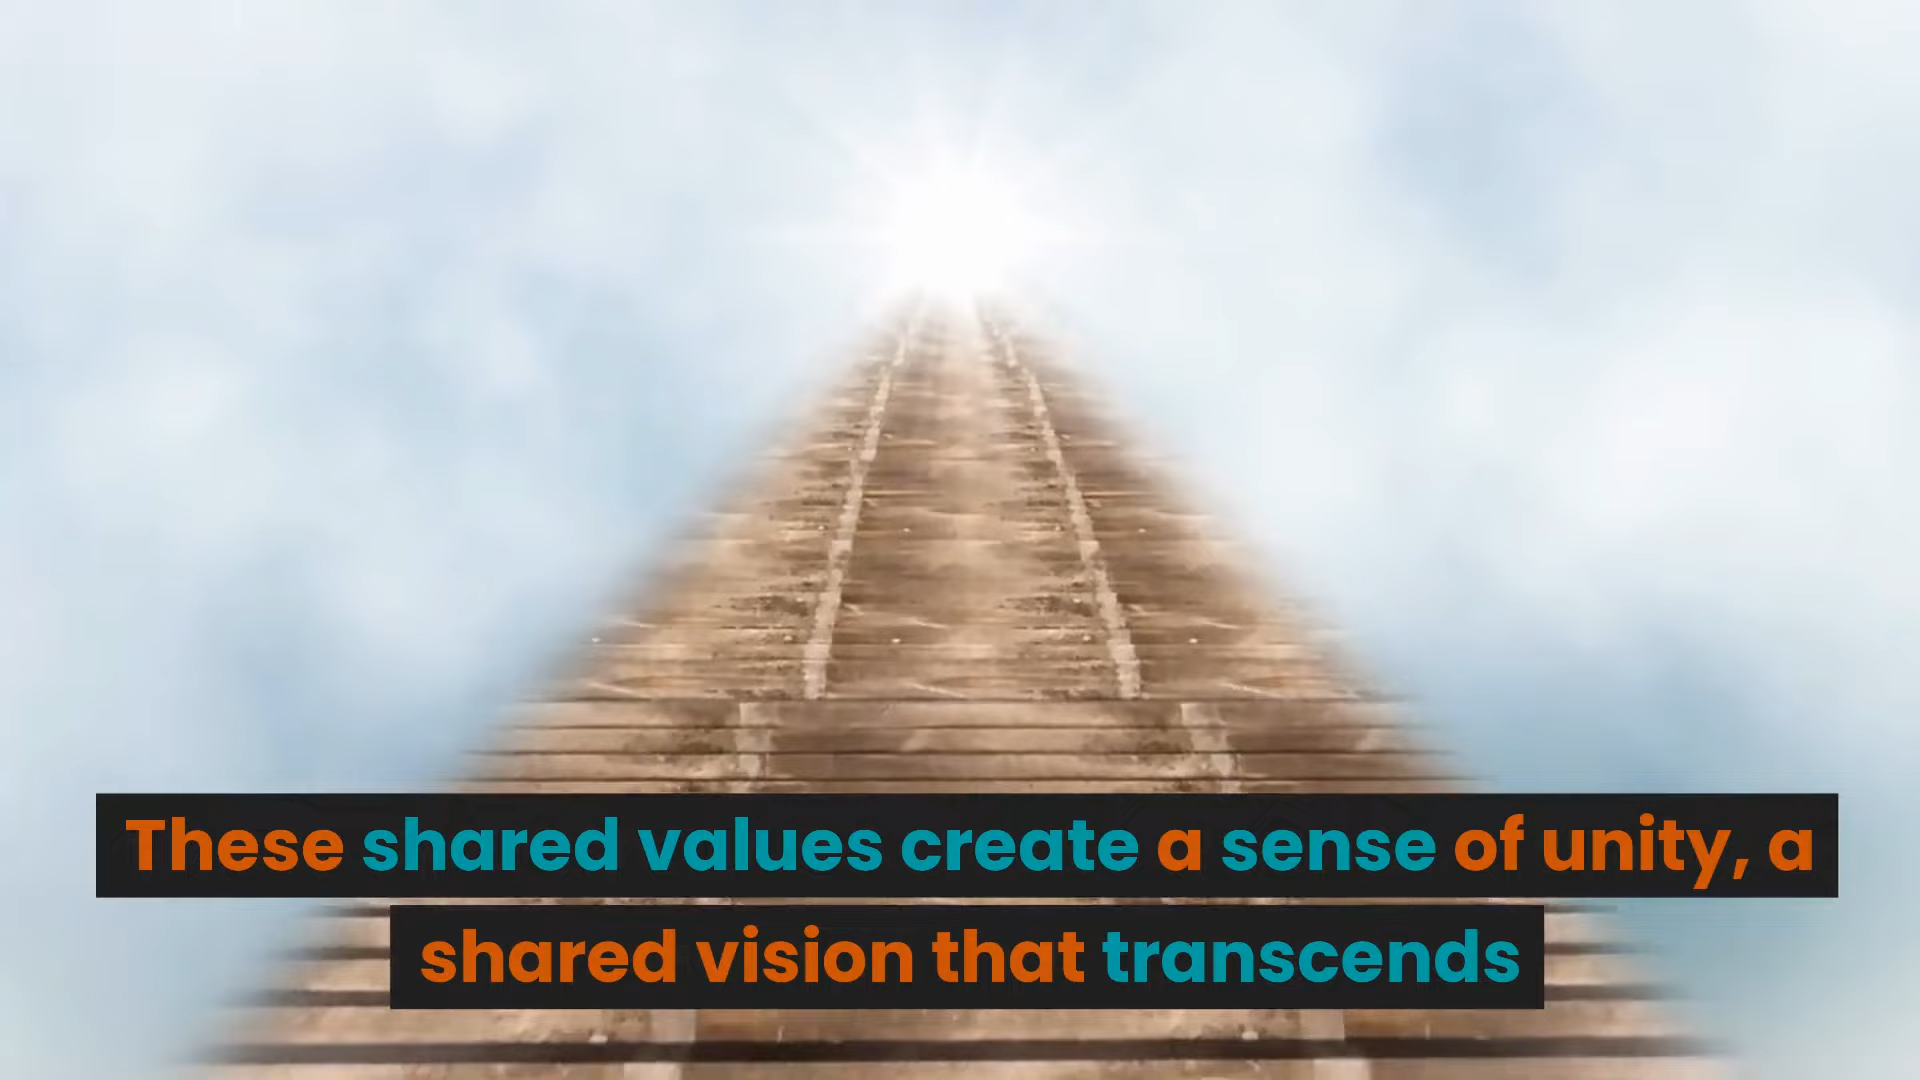 These shared values create a sense of unity, a
shared vision that transcends